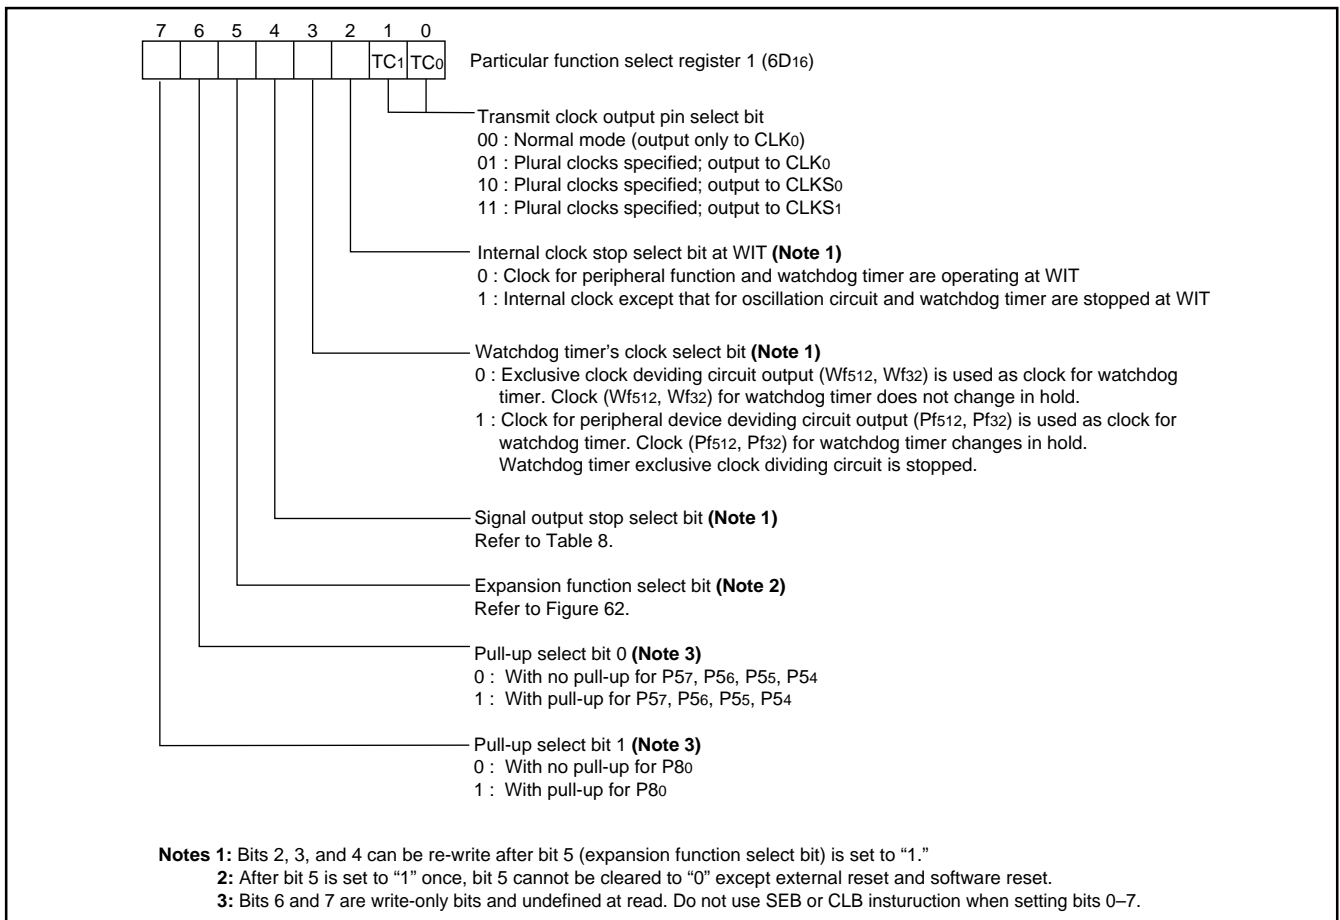 7 6 5 4 3 2 1 0
TC1 TC0 Particular function select register 1 (6D16)
Transmit clock output pin select bit
00 : Normal mode (output only to CLK0)
01 : Plural clocks specified; output to CLK0
10 : Plural clocks specified; output to CLKS0
11 : Plural clocks specified; output to CLKS1
Internal clock stop select bit at WIT (Note 1)
0 : Clock for peripheral function and watchdog timer are operating at WIT
1 : Internal clock except that for oscillation circuit and watchdog timer are stopped at WIT
Watchdog timer’s clock select bit (Note 1)
0 : Exclusive clock deviding circuit output (Wf512, Wf32) is used as clock for watchdog
timer. Clock (Wf512, Wf32) for watchdog timer does not change in hold.
1 : Clock for peripheral device deviding circuit output (Pf512, Pf32) is used as clock for
watchdog timer. Clock (Pf512, Pf32) for watchdog timer changes in hold.
Watchdog timer exclusive clock dividing circuit is stopped.
Signal output stop select bit (Note 1)
Refer to Table 8.
Expansion function select bit (Note 2)
Refer to Figure 62.
Pull-up select bit 0 (Note 3)
0 : With no pull-up for P57, P56, P55, P54
1 : With pull-up for P57, P56, P55, P54
Pull-up select bit 1 (Note 3)
0 : With no pull-up for P80
1 : With pull-up for P80
Notes 1: Bits 2, 3, and 4 can be re-write after bit 5 (expansion function select bit) is set to “1.”
2: After bit 5 is set to “1” once, bit 5 cannot be cleared to “0” except external reset and software reset.
3: Bits 6 and 7 are write-only bits and undefined at read. Do not use SEB or CLB insturuction when setting bits 0–7.